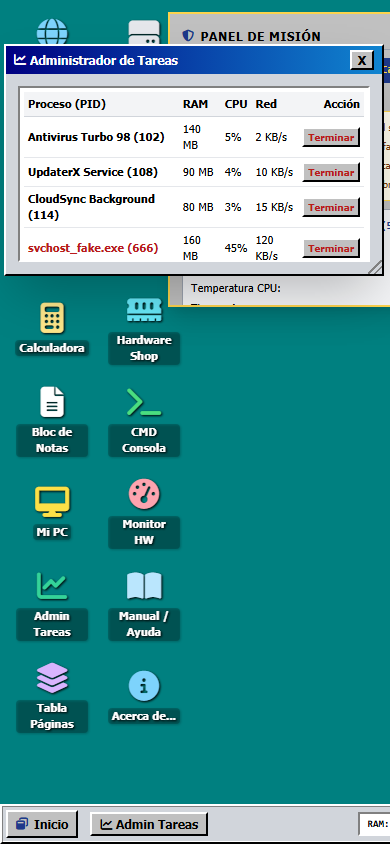 PANEL DE MISIÓN
Administrador de Tareas
X
Proceso (PID) RAM CPU Red Acción
Antivirus Turbo 98 (102) 140 MB 5% 2 KB/s Terminar
UpdaterX Service (108) 90 MB 4% 10 KB/s Terminar
CloudSync Background (114) 80 MB 3% 15 KB/s Terminar
svchost_fake.exe (666) 160 MB 45% 120 KB/s Terminar
Temperatura CPU:
Calculadora
Hardware
Shop
Bloc de
Notas
CMD
Consola
Mi PC
Monitor
HW
Admin
Tareas
Manual /
Ayuda
Tabla
Páginas
Acerca de...
Inicio
Admin Tareas
RAM: